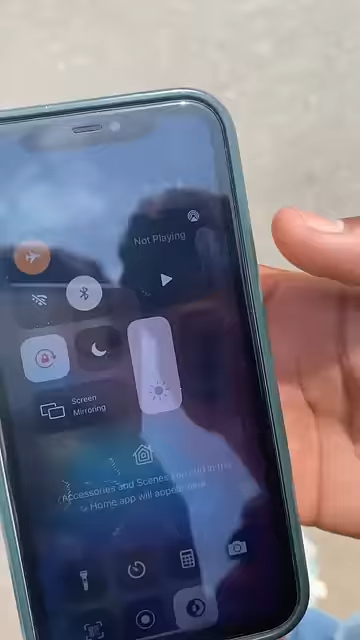 Not Playing
Screen
Mirroring
Accessories and Scenes you add in the
Home app will appear here.